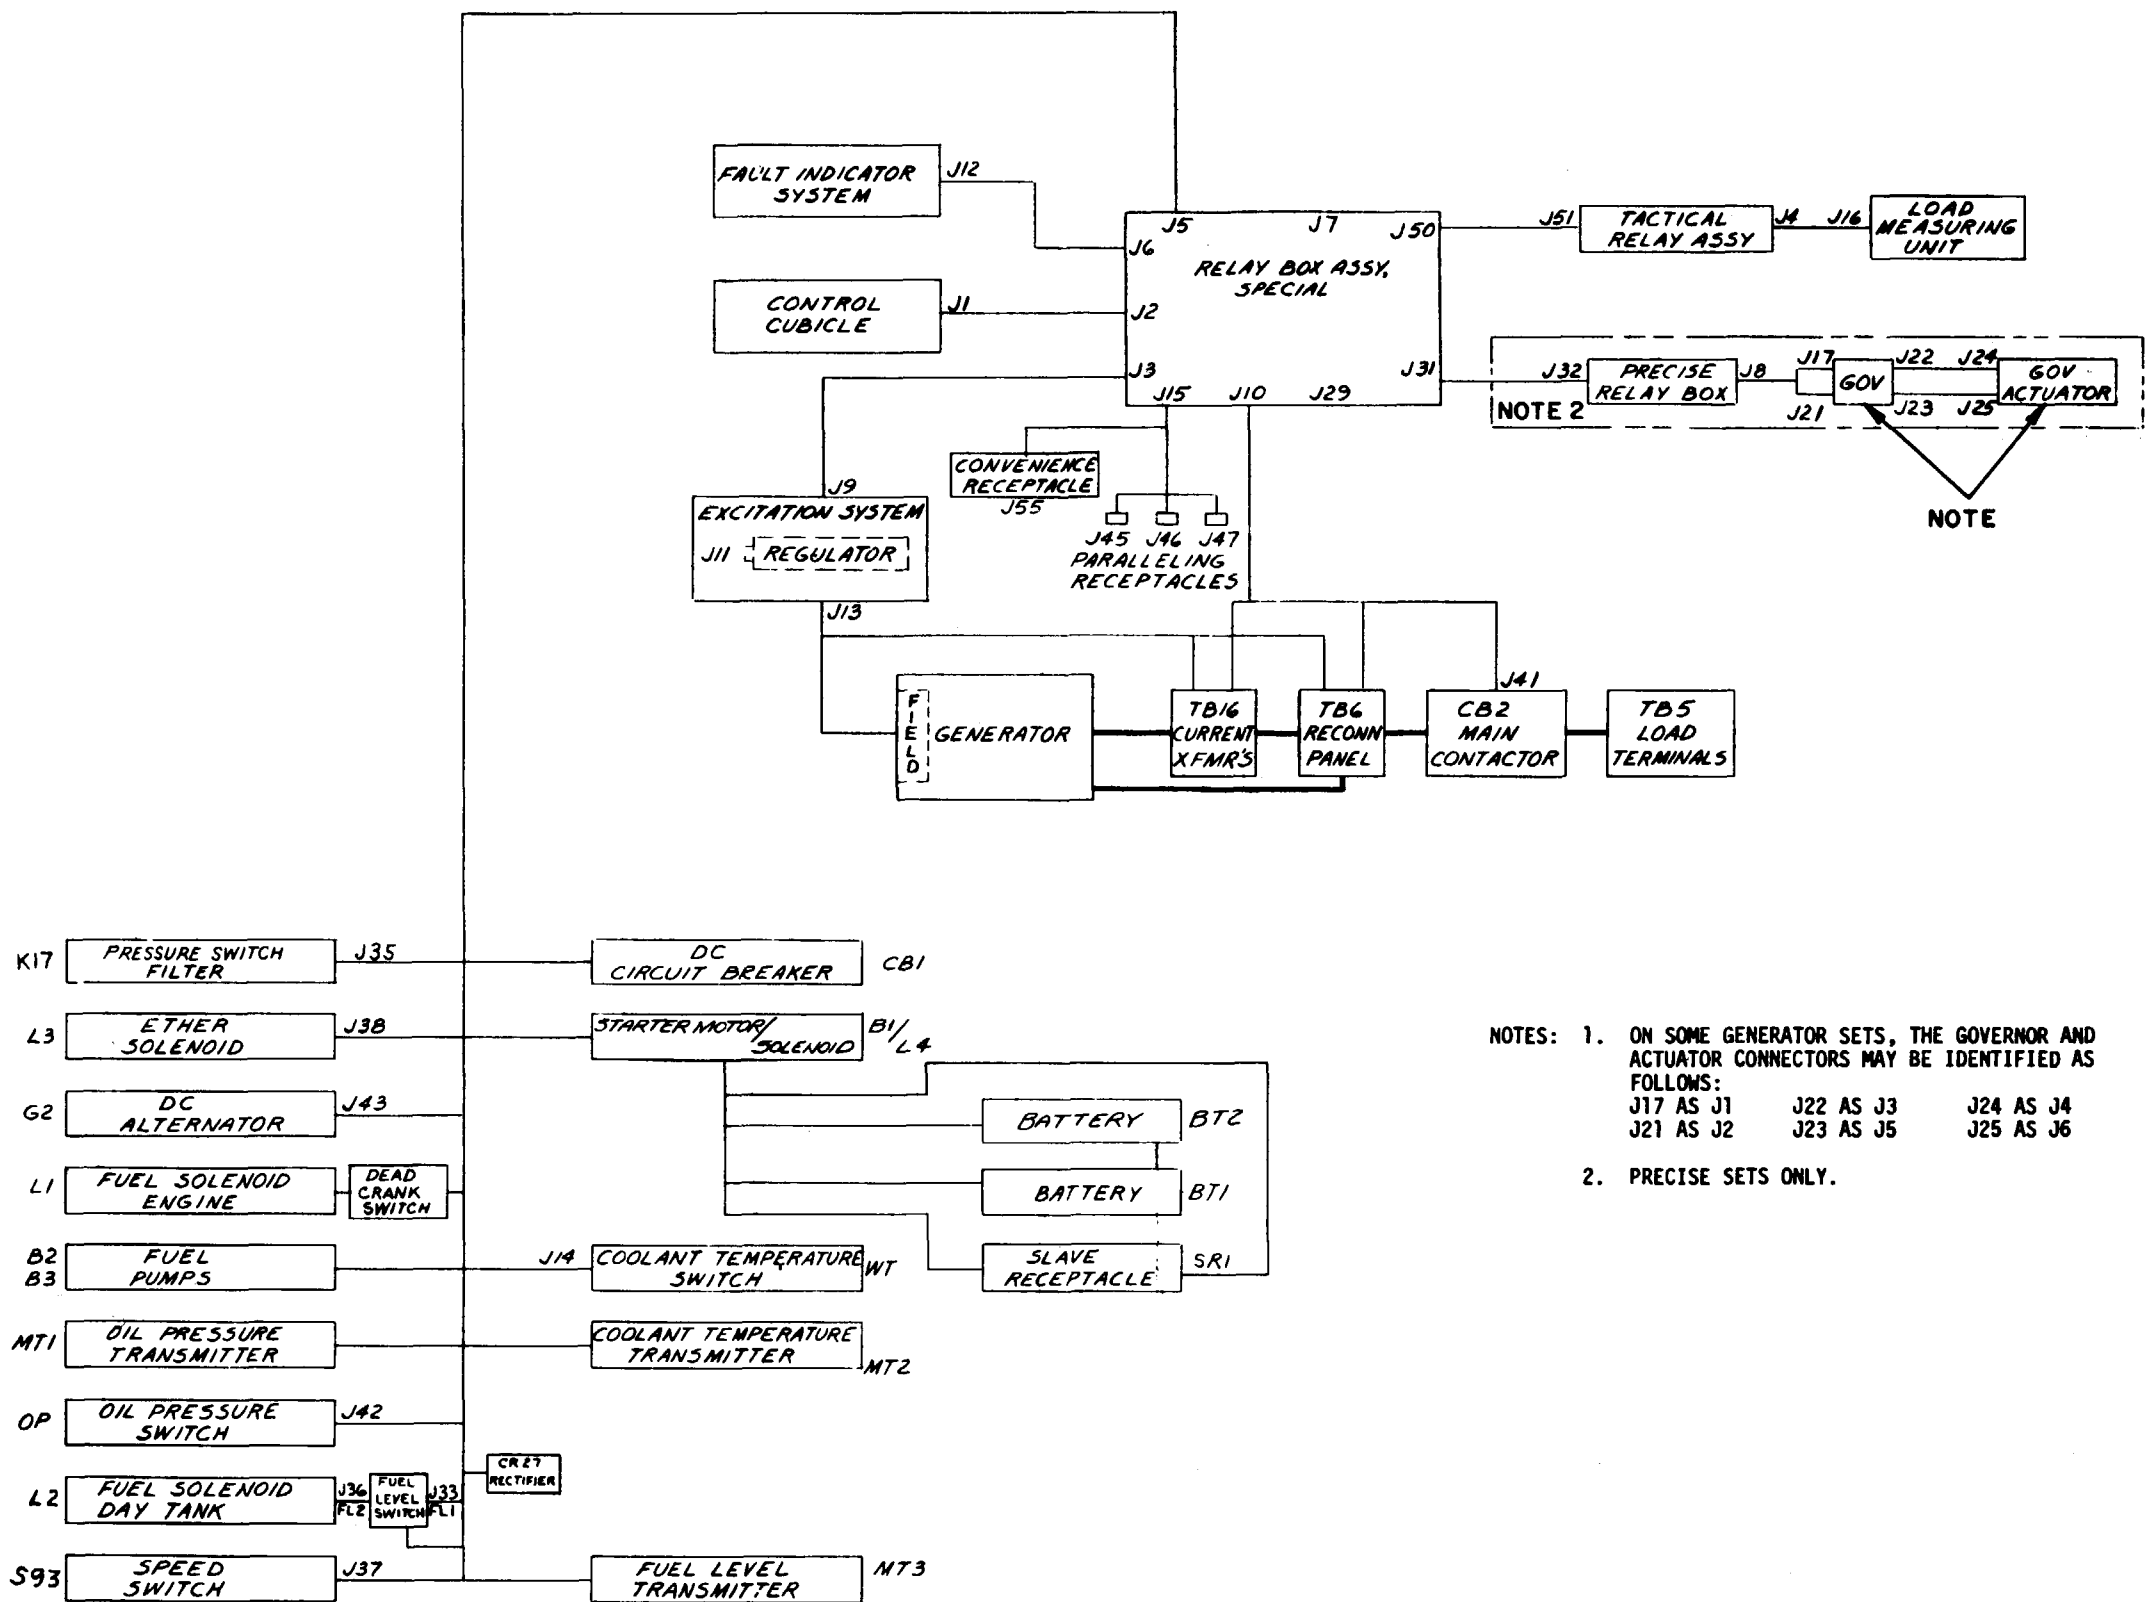 FAULT INDICATOR
SYSTEM
J12
CONTROL
CUBICLE
J1
J5
J7
J50
J6
RELAY BOX ASSY,
SPECIAL
J2
J3
J31
J15
J10
J29
J51
TACTICAL
RELAY ASSY
J4
J16
LOAD
MEASURING
UNIT
J32
PRECISE
RELAY BOX
J8
J17
J21
GOV
J22
J23
J24
J25
GOV
ACTUATOR
NOTE 2
NOTE
J9
EXCITATION SYSTEM
J11
REGULATOR
J13
CONVENIENCE
RECEPTACLE
J55
J45 J46 J47
PARALLELING
RECEPTACLES
FIELD
GENERATOR
TB16
CURRENT
XFMR'S
TB6
RECONN
PANEL
J41
CB2
MAIN
CONTACTOR
TB5
LOAD
TERMINALS
K17
PRESSURE SWITCH
FILTER
J35
DC
CIRCUIT BREAKER
CB1
L3
ETHER
SOLENOID
J38
STARTER MOTOR/
SOLENOID
B1/
L4
G2
DC
ALTERNATOR
J43
BATTERY
BT2
L1
FUEL SOLENOID
ENGINE
DEAD
CRANK
SWITCH
BATTERY
BT1
B2
B3
FUEL
PUMPS
J14
COOLANT TEMPERATURE
SWITCH
WT
SLAVE
RECEPTACLE
SR1
MT1
OIL PRESSURE
TRANSMITTER
COOLANT TEMPERATURE
TRANSMITTER
MT2
OP
OIL PRESSURE
SWITCH
J42
CR27
RECTIFIER
L2
FUEL SOLENOID
DAY TANK
J36
FL2
FUEL
LEVEL
SWITCH
J33
FL1
S93
SPEED
SWITCH
J37
FUEL LEVEL
TRANSMITTER
MT3
NOTES: 1. ON SOME GENERATOR SETS, THE GOVERNOR AND
ACTUATOR CONNECTORS MAY BE IDENTIFIED AS
FOLLOWS:
J17 AS J1 J22 AS J3 J24 AS J4
J21 AS J2 J23 AS J5 J25 AS J6
2. PRECISE SETS ONLY.